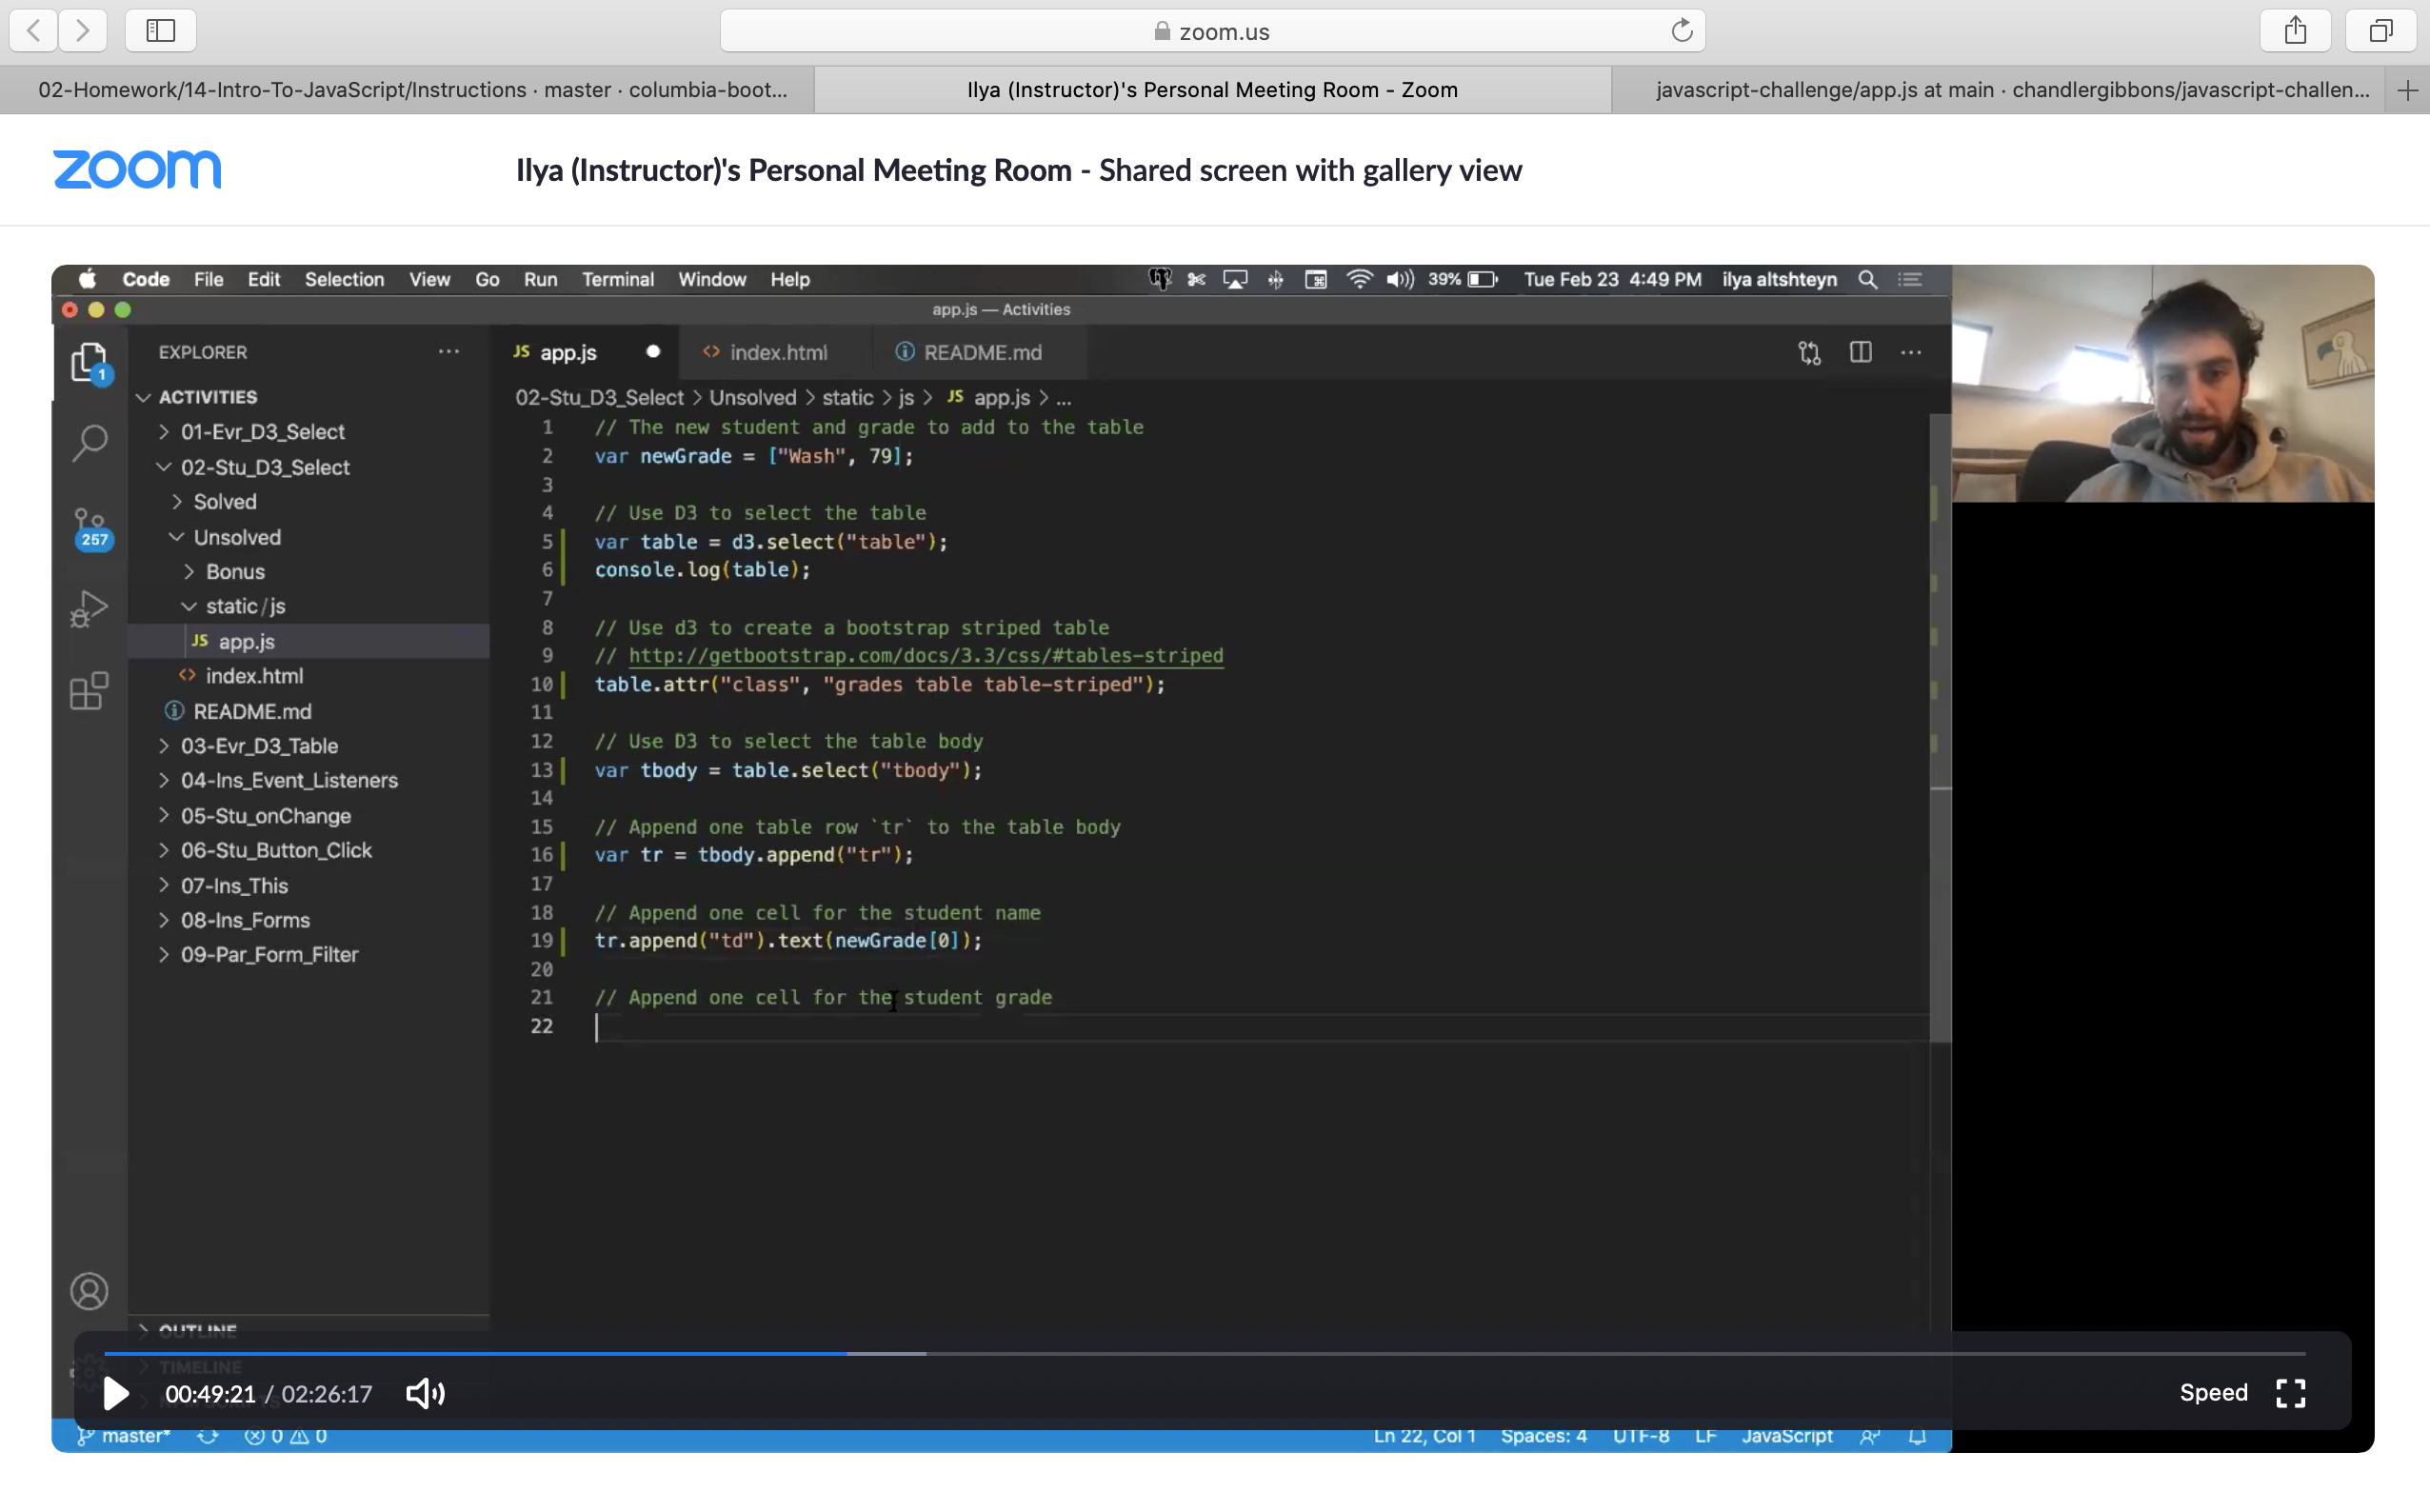 zoom.us
02-Homework/14-Intro-To-JavaScript/Instructions · master · columbia-boot...
Ilya (Instructor)'s Personal Meeting Room - Zoom
javascript-challenge/app.js at main · chandlergibbons/javascript-challen...
zoom
Ilya (Instructor)'s Personal Meeting Room - Shared screen with gallery view
Code File Edit Selection View Go Run Terminal Window Help
39% Tue Feb 23 4:49 PM ilya altshteyn
app.js — Activities
EXPLORER
1
257
ACTIVITIES
01-Evr_D3_Select
02-Stu_D3_Select
Solved
Unsolved
Bonus
static/js
JS app.js
<> index.html
README.md
03-Evr_D3_Table
04-Ins_Event_Listeners
05-Stu_onChange
06-Stu_Button_Click
07-Ins_This
08-Ins_Forms
09-Par_Form_Filter
OUTLINE
TIMELINE
JS app.js
<> index.html
README.md
02-Stu_D3_Select > Unsolved > static > js > JS app.js > ...
1 // The new student and grade to add to the table
2 var newGrade = ["Wash", 79];
3
4 // Use D3 to select the table
5 var table = d3.select("table");
6 console.log(table);
7
8 // Use d3 to create a bootstrap striped table
9 // http://getbootstrap.com/docs/3.3/css/#tables-striped
10 table.attr("class", "grades table table-striped");
11
12 // Use D3 to select the table body
13 var tbody = table.select("tbody");
14
15 // Append one table row `tr` to the table body
16 var tr = tbody.append("tr");
17
18 // Append one cell for the student name
19 tr.append("td").text(newGrade[0]);
20
21 // Append one cell for the student grade
22
00:49:21 / 02:26:17
Speed
master* 0 0
Ln 22, Col 1 Spaces: 4 UTF-8 LF JavaScript